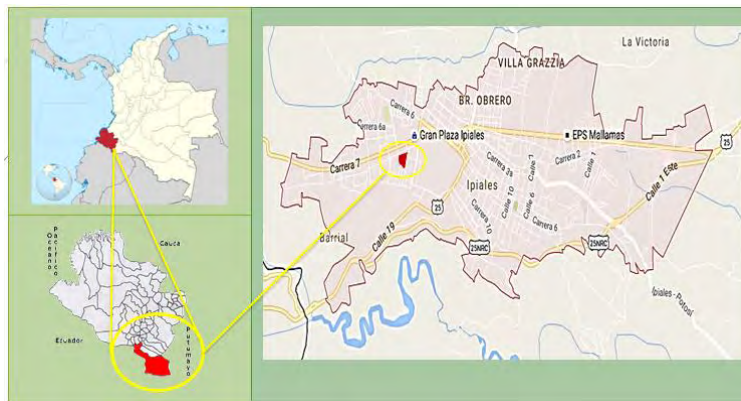 Oceano
Pacifico
Cauca
Ecuador
Putumayo
La Victoria
VILLA GRAZZIA
BR. OBRERO
Carrera 6
Carrera 6a
Gran Plaza Ipiales
EPS Mallamas
25
Carrera 7
Carrera 3a
Calle 7
Carrera 2
Calle 1
Ipiales
Calle 10
Calle 6
Calle 1 Este
25
Barrial
Calle 19
Carrera 10
Carrera 6
25NRC
25NRC
Ipiales-Potosí